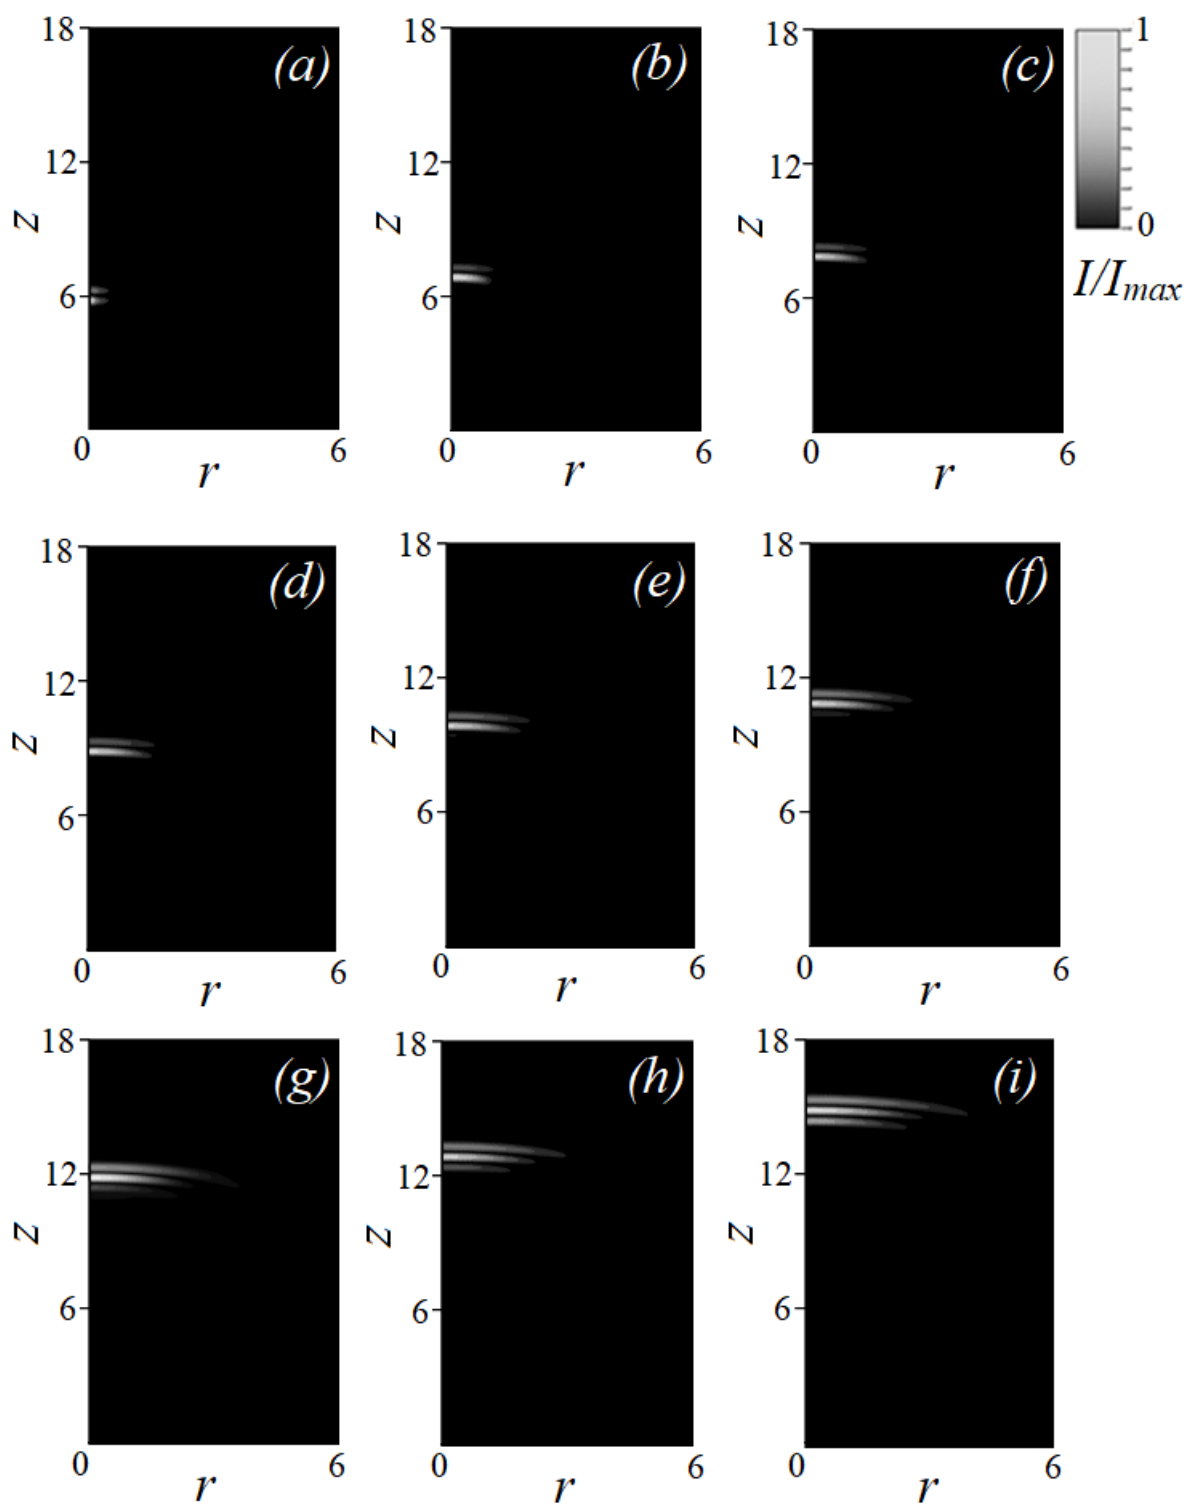 18 (a) 18 (b) 18 (c) 1
12 12 12
z z z 0
6 6 6 I/Imax
0 6 0 6 0 6
r r r
18 (d) 18 (e) 18 (f)
12 12 12
z z z
6 6 6
0 6 0 6 0 6
r r r
18 (g) 18 (h) 18 (i)
12 12 12
z z z
6 6 6
0 6 0 6 0 6
r r r